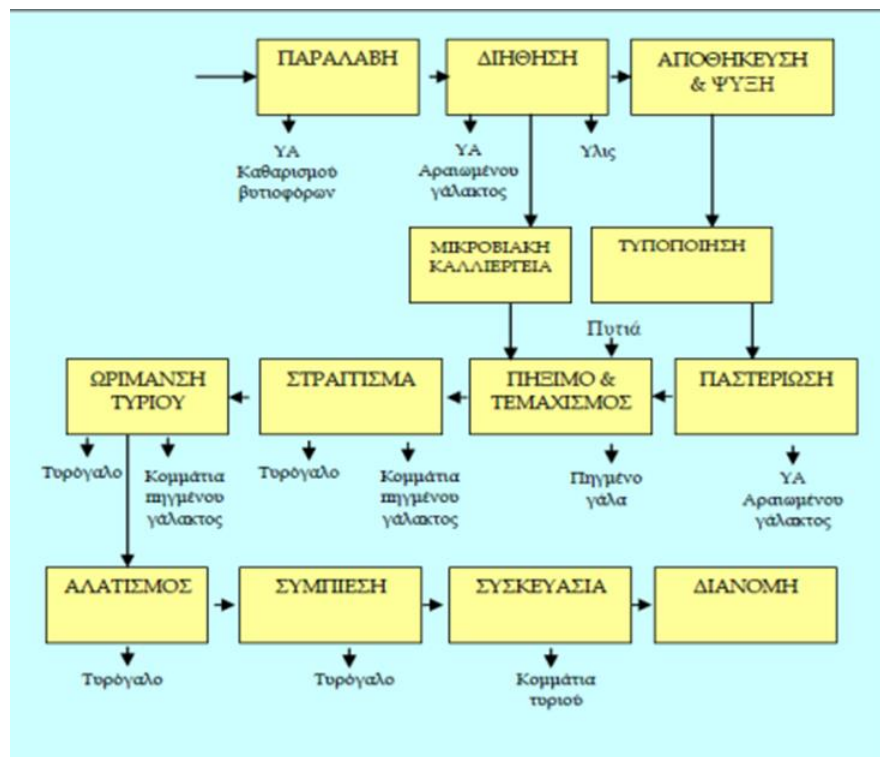 ΠΑΡΑΛΑΒΗ
ΔΙΗΘΗΣΗ
ΑΠΟΘΗΚΕΥΣΗ
& ΨΥΞΗ
ΥΑ
Καθαρισμού
βυτιοφόρων
ΥΑ
Αραιωμένου
γάλακτος
Υλις
ΜΙΚΡΟΒΙΑΚΗ
ΚΑΛΛΙΕΡΓΕΙΑ
ΤΥΠΟΠΟΙΗΣΗ
Πυτιά
ΩΡΙΜΑΝΣΗ
ΤΥΡΙΟΥ
ΣΤΡΑΓΓΙΣΜΑ
ΠΗΞΙΜΟ &
ΤΕΜΑΧΙΣΜΟΣ
ΠΑΣΤΕΡΙΩΣΗ
Τυρόγαλο
Κομμάτια
πηγμένου
γάλακτος
Τυρόγαλο
Κομμάτια
πηγμένου
γάλακτος
Πηγμένο
γάλα
ΥΑ
Αραιωμένου
γάλακτος
ΑΛΑΤΙΣΜΟΣ
ΣΥΜΠΙΕΣΗ
ΣΥΣΚΕΥΑΣΙΑ
ΔΙΑΝΟΜΗ
Τυρόγαλο
Τυρόγαλο
Κομμάτια
τυριού